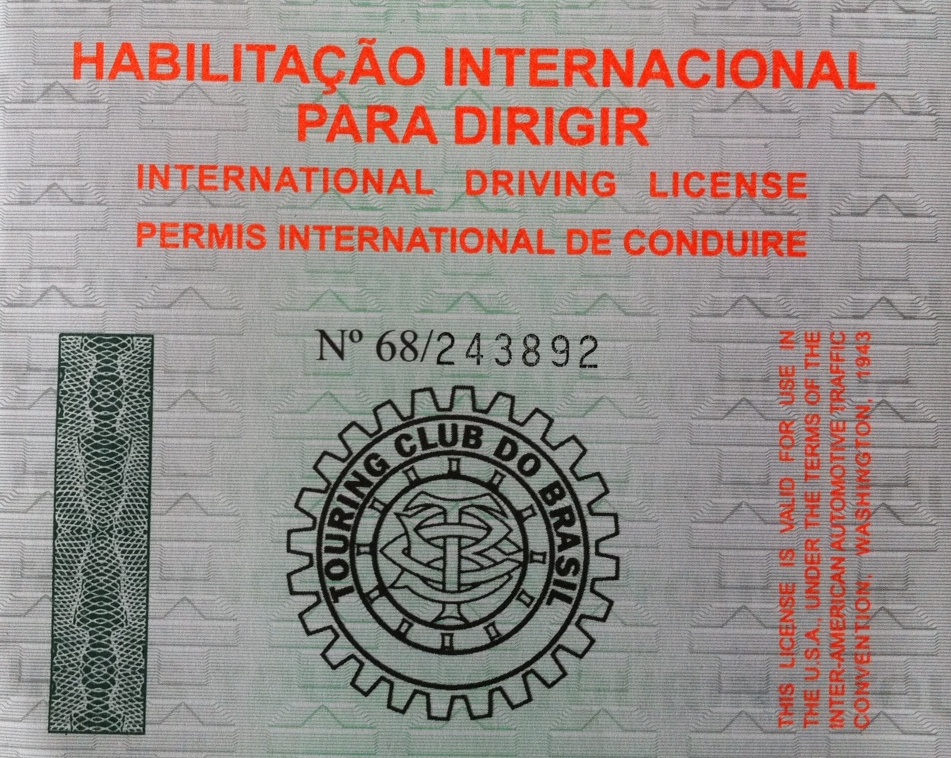 HABILITAÇÃO INTERNACIONAL
PARA DIRIGIR
INTERNATIONAL DRIVING LICENSE
PERMIS INTERNATIONAL DE CONDUIRE
Nº 68/243892
TOURING CLUB DO BRASIL
THIS LICENSE IS VALID FOR USE IN
THE U.S.A., UNDER THE TERMS OF THE
INTER-AMERICAN AUTOMOTIVE TRAFFIC
CONVENTION, WASHINGTON, 1943